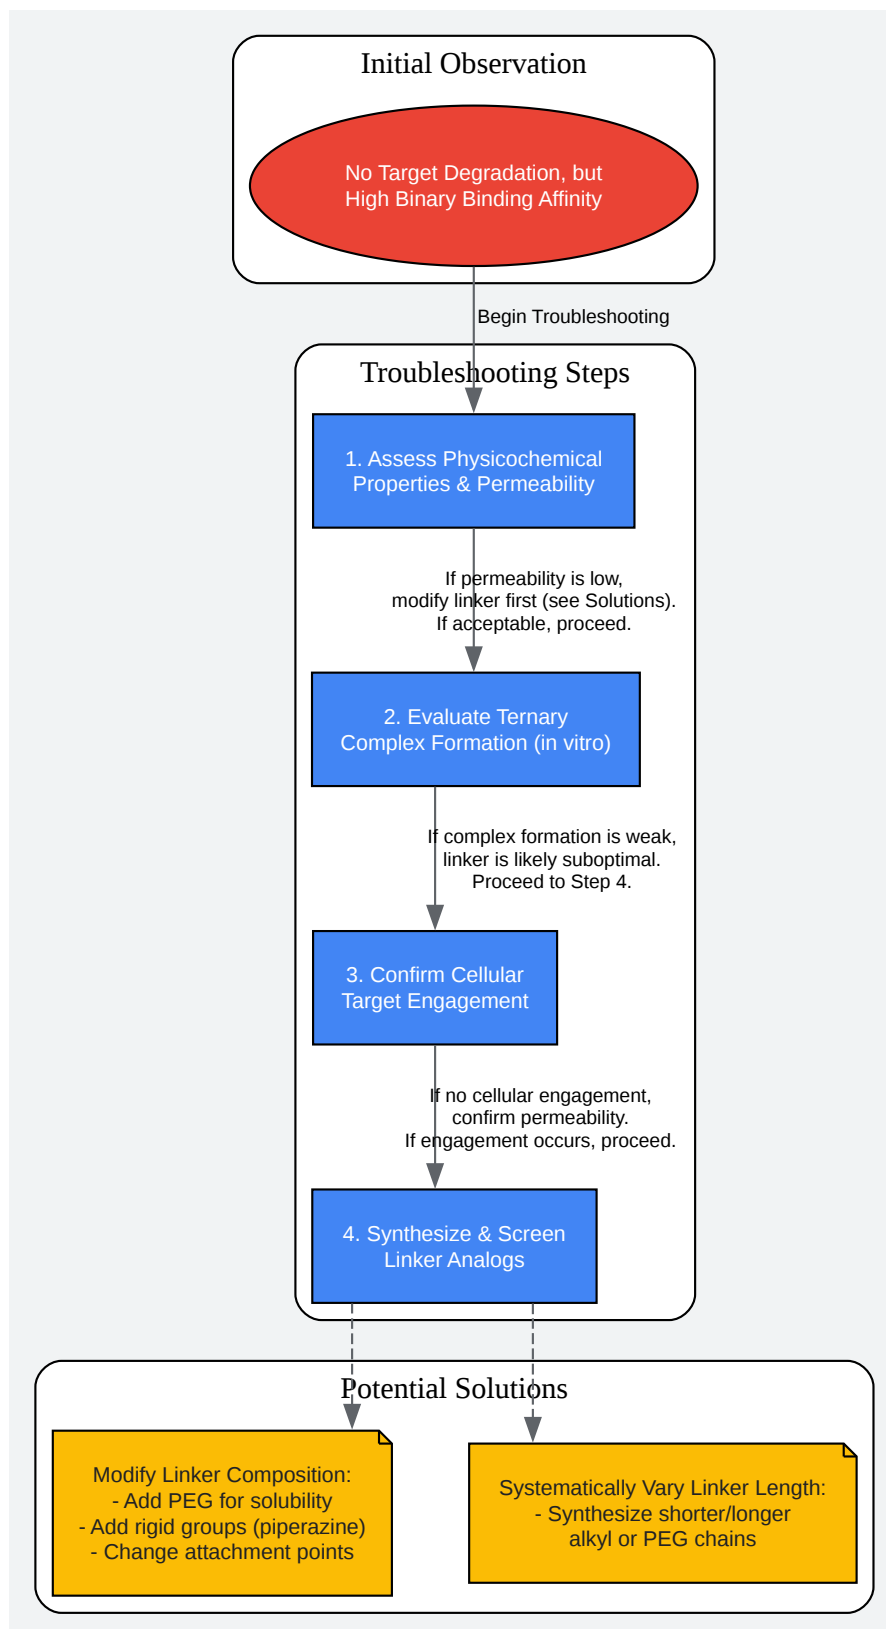 Initial Observation
No Target Degradation, but
High Binary Binding Affinity
Begin Troubleshooting
Troubleshooting Steps
1. Assess Physicochemical
Properties & Permeability
If permeability is low,
modify linker first (see Solutions).
If acceptable, proceed.
2. Evaluate Ternary
Complex Formation (in vitro)
If complex formation is weak,
linker is likely suboptimal.
Proceed to Step 4.
3. Confirm Cellular
Target Engagement
If no cellular engagement,
confirm permeability.
If engagement occurs, proceed.
4. Synthesize & Screen
Linker Analogs
Potential Solutions
Modify Linker Composition:
- Add PEG for solubility
- Add rigid groups (piperazine)
- Change attachment points
Systematically Vary Linker Length:
- Synthesize shorter/longer
alkyl or PEG chains